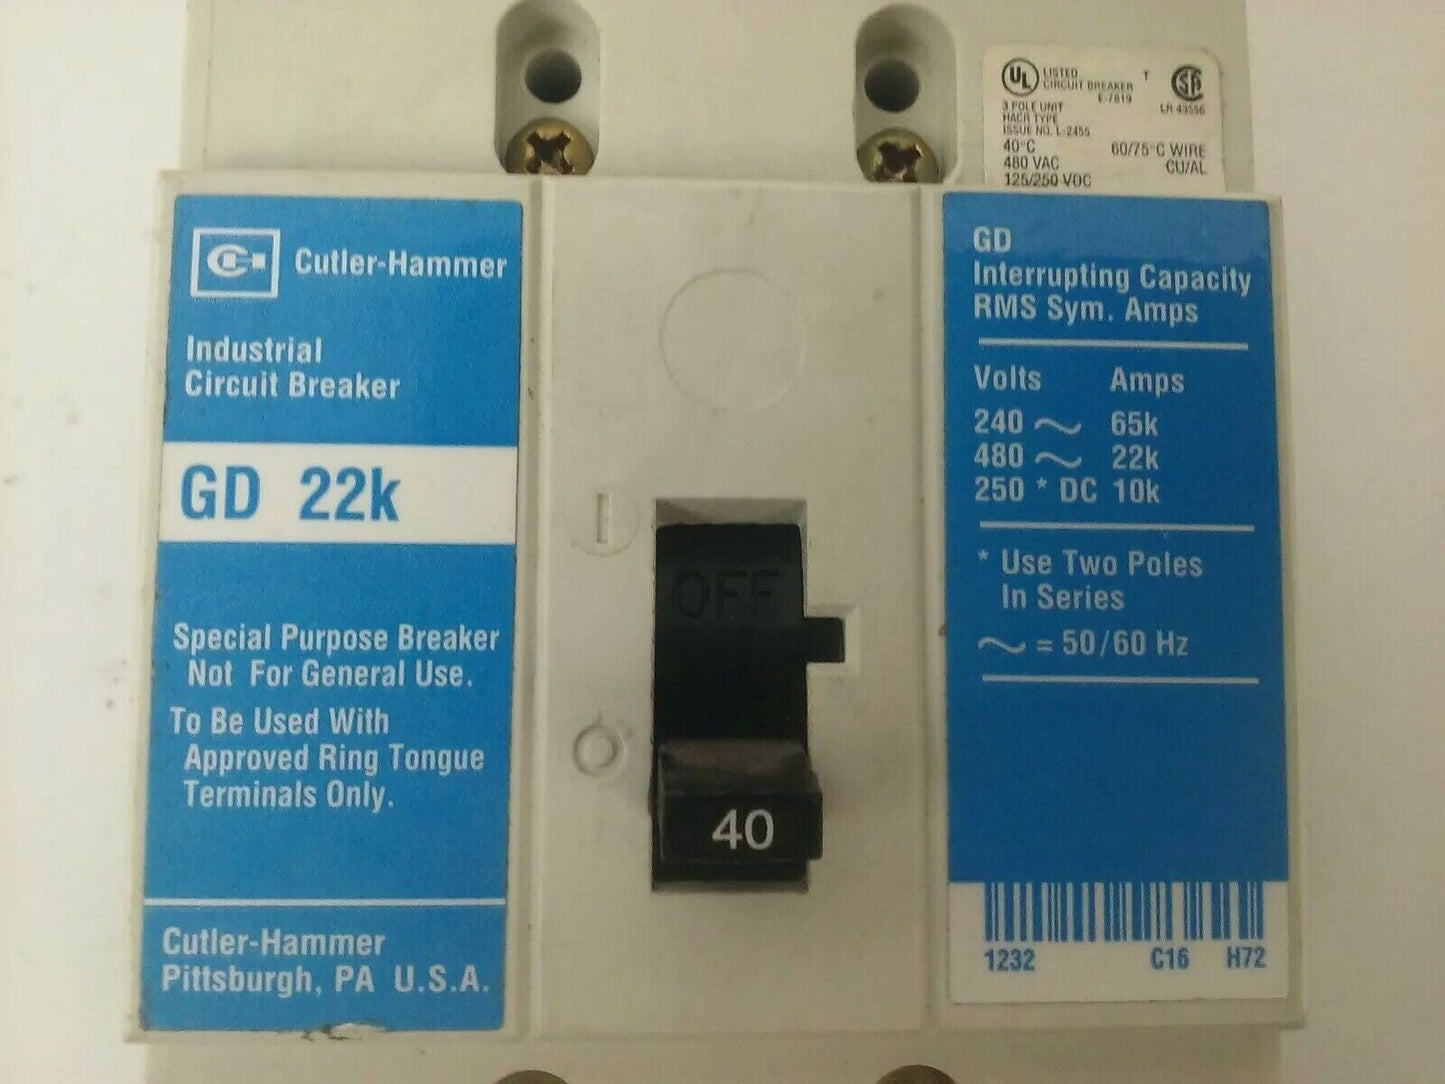 UL LISTED
CIRCUIT BREAKER T
E-7819
LR 43556
3 POLE UNIT
HACR TYPE
ISSUE NO. L-2455
40°C 60/75°C WIRE
480 VAC CU/AL
125/250 VDC
Cutler-Hammer
Industrial
Circuit Breaker
GD 22k
Special Purpose Breaker
Not For General Use.
To Be Used With
Approved Ring Tongue
Terminals Only.
Cutler-Hammer
Pittsburgh, PA U.S.A.
I
OFF
O
40
GD
Interrupting Capacity
RMS Sym. Amps
Volts Amps
240 ~ 65k
480 ~ 22k
250 * DC 10k
* Use Two Poles
In Series
~ = 50/60 Hz
1232 C16 H72